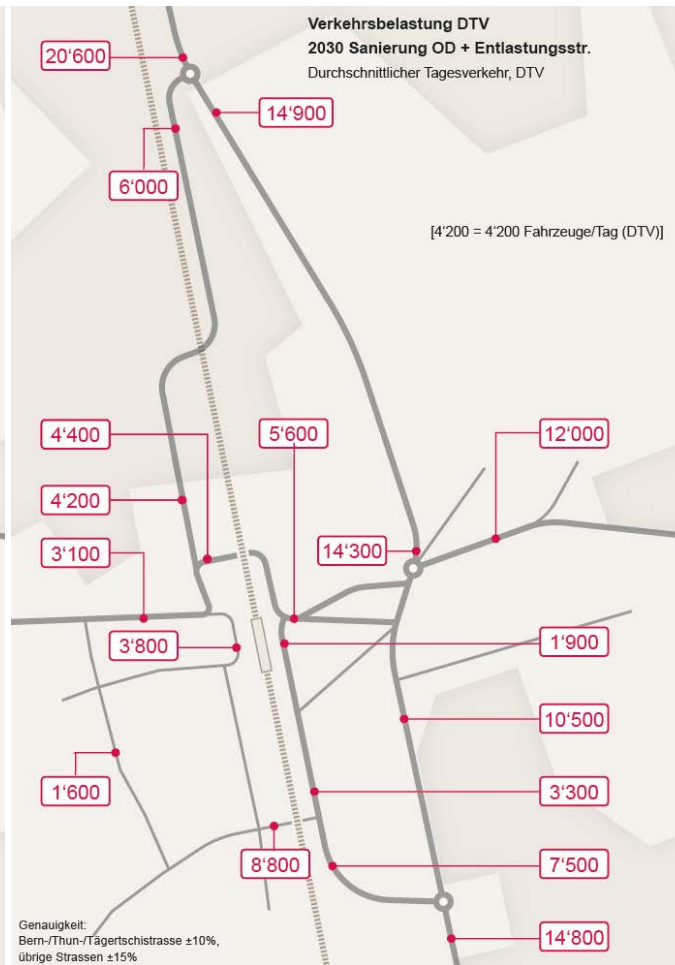 Verkehrsbelastung DTV
2030 Sanierung OD + Entlastungsstr.
Durchschnittlicher Tagesverkehr, DTV
20‘600
14‘900
6‘000
[4‘200 = 4‘200 Fahrzeuge/Tag (DTV)]
4‘400
5‘600
12‘000
4‘200
14‘300
3‘100
3‘800
1‘900
10‘500
1‘600
3‘300
8‘800
7‘500
14‘800
Genauigkeit:
Bern-/Thun-/Tägertschistrasse ±10%,
übrige Strassen ±15%